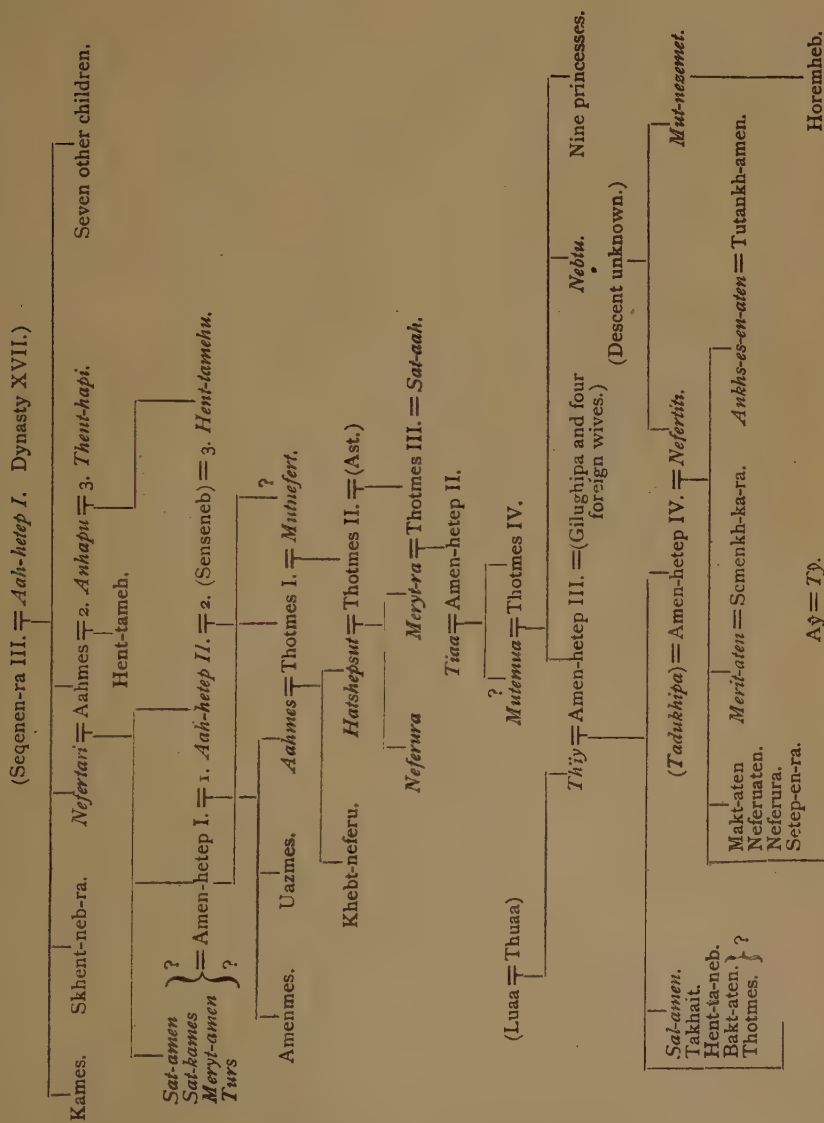 (Seqenen-ra III. = Aah-hetep I. Dynasty XVII.)
Kames. Skhent-neb-ra. Nefertari = Aahmes = 2. Anhapu = 3. Thent-hapi. Seven other children.
Hent-tameh.
Sat-amen
Sat-kames
Meryt-amen
Turs
? } = Amen-hetep I. = 1. Aah-hetep II. = 2. (Senseneb) = 3. Hent-tamehu.
?
?
Amenmes. Uazmes. Aahmes = Thotmes I. = Mutnefert.
Khebt-neferu. Hatshepsut = Thotmes II. = (Ast.)
Neferura Meryt-ra = Thotmes III. = Sat-aah.
Tiaa = Amen-hetep II.
?
Mutemua = Thotmes IV.
(Luaa = Thuaa)
Thiy = Amen-hetep III. = (Gilughipa and four
foreign wives.)
Nebtu. Nine princesses.
(Descent unknown.)
Sal-amen.
Takhait.
Hent-ta-neb.
Bakt-aten. } ?
Thotmes.
(Tadukhipa) = Amen-hetep IV. = Nefertiti. Mut-nezemet.
Makt-aten
Neferuaten.
Neferura.
Setep-en-ra.
Merit-aten = Semenkh-ka-ra. Ankhs-es-en-aten = Tutankh-amen.
Aÿ = Tÿ. Horemheb.